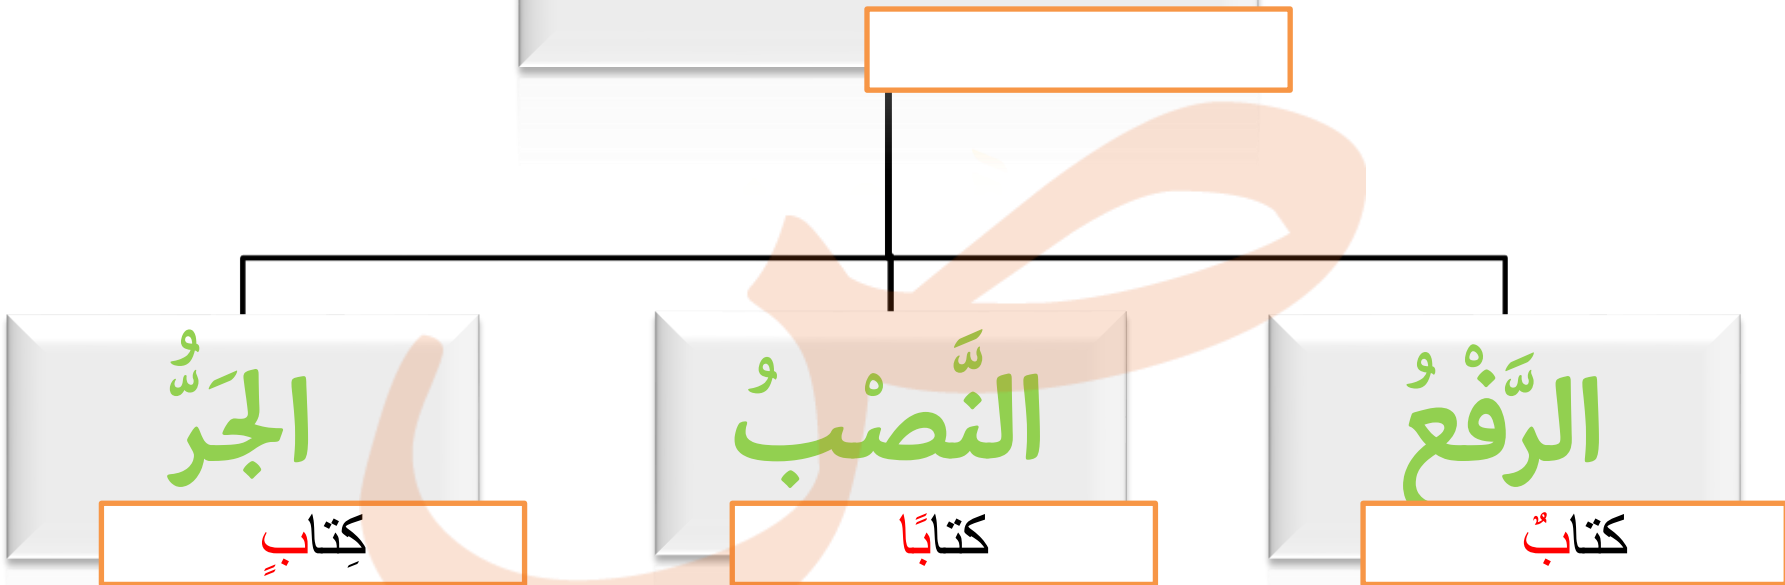 الرَّفْعُ
كتابٌ
النَّصْبُ
كتابًا
الجَرُّ
كِتابٍ